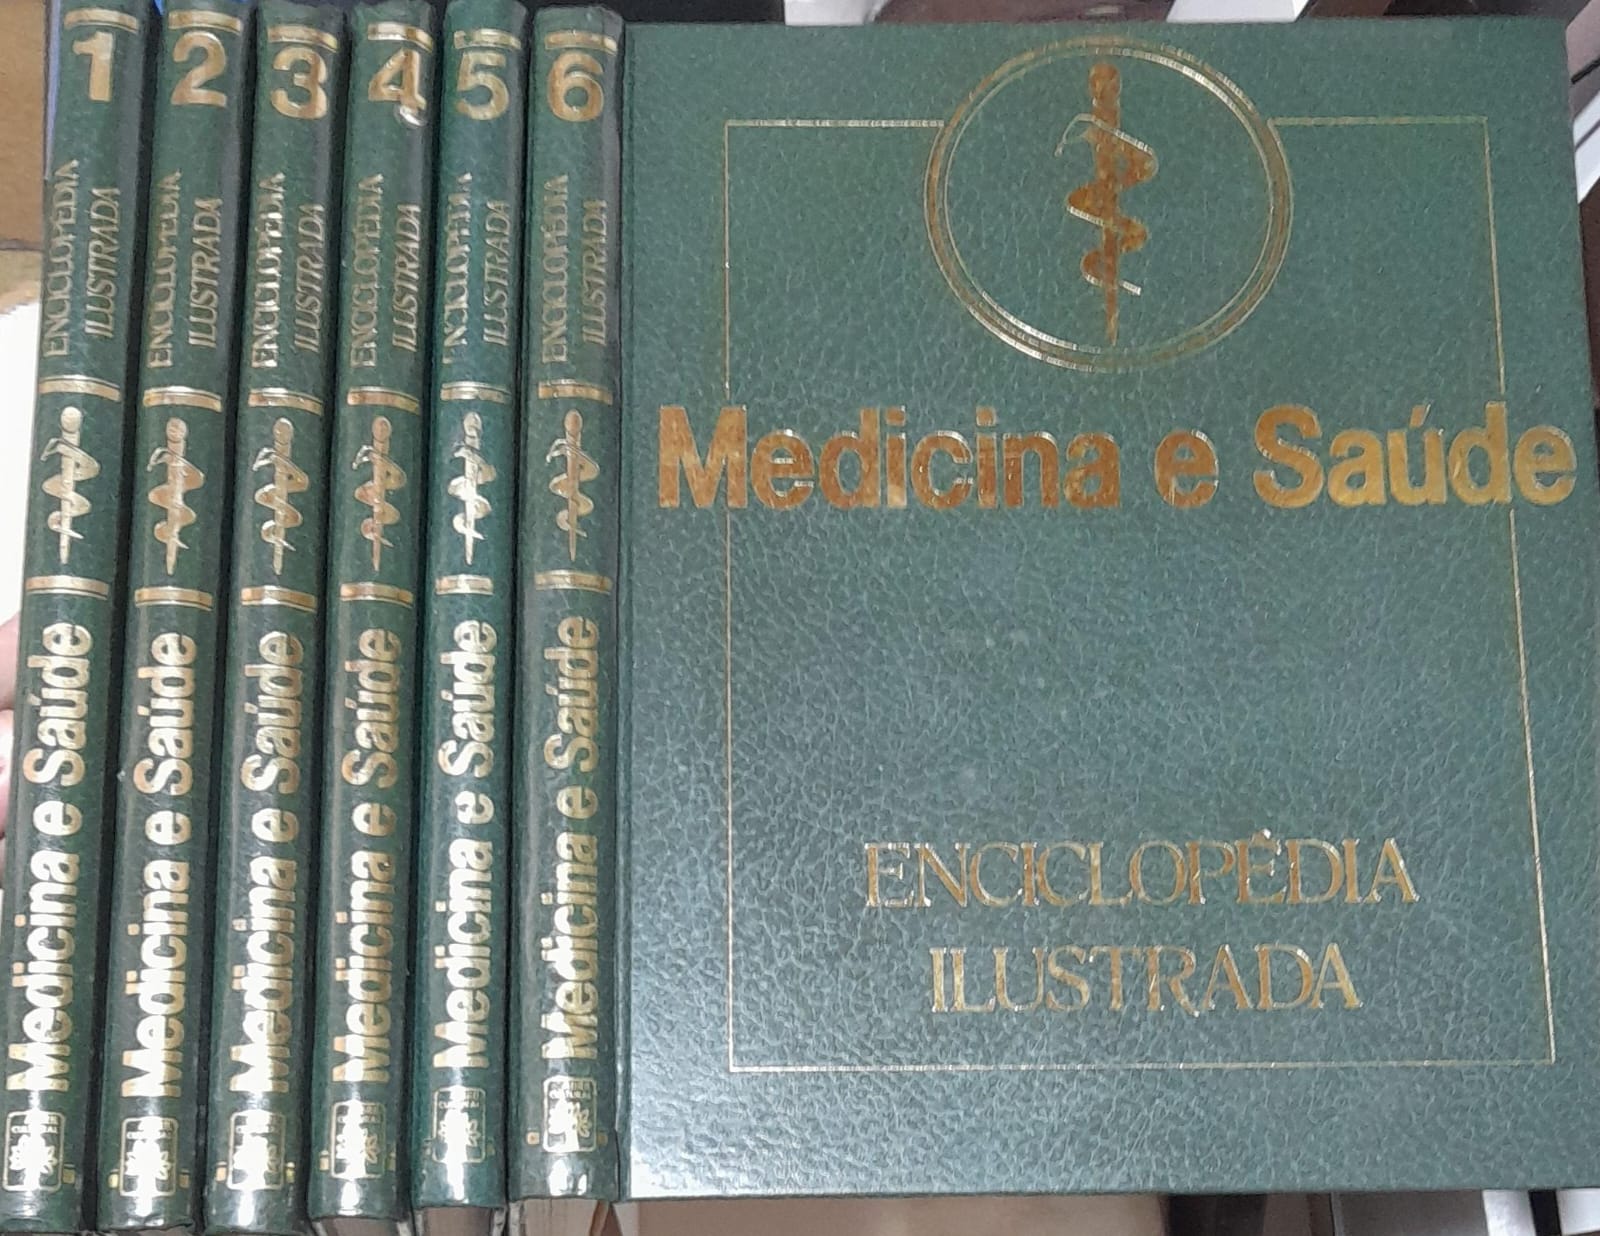 1
ENCICLOPÉDIA
ILUSTRADA
Medicina e Saúde
2
ENCICLOPÉDIA
ILUSTRADA
Medicina e Saúde
3
ENCICLOPÉDIA
ILUSTRADA
Medicina e Saúde
4
ENCICLOPÉDIA
ILUSTRADA
Medicina e Saúde
5
ENCICLOPÉDIA
ILUSTRADA
Medicina e Saúde
6
ENCICLOPÉDIA
ILUSTRADA
Medicina e Saúde
CULTURAL
Medicina e Saúde
ENCICLOPÉDIA
ILUSTRADA